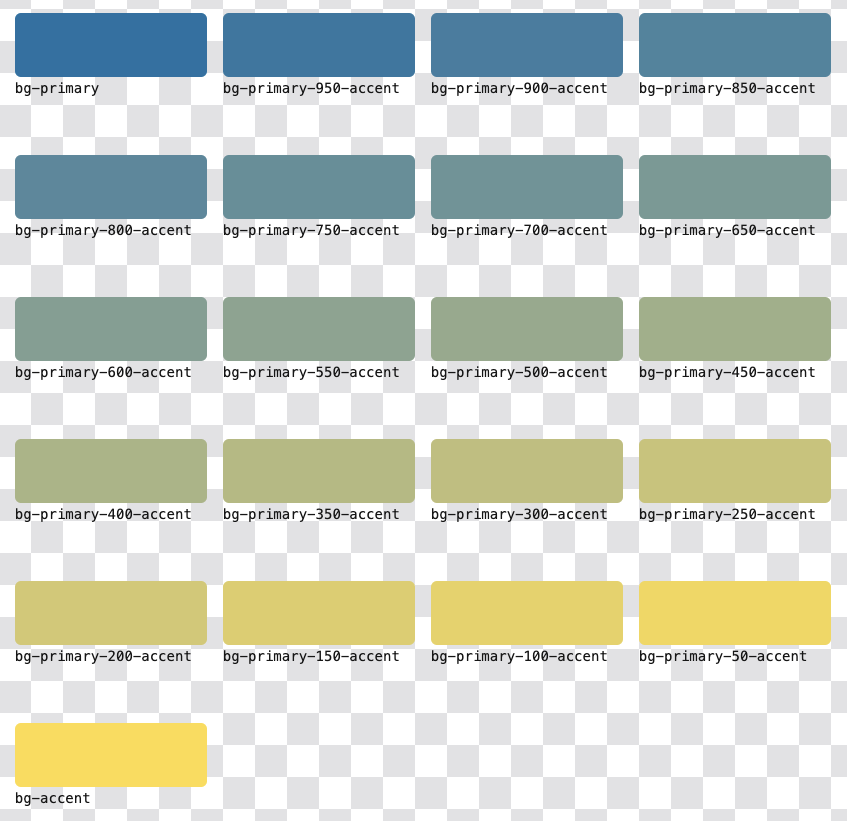 bg-primary
bg-primary-950-accent
bg-primary-900-accent
bg-primary-850-accent
bg-primary-800-accent
bg-primary-750-accent
bg-primary-700-accent
bg-primary-650-accent
bg-primary-600-accent
bg-primary-550-accent
bg-primary-500-accent
bg-primary-450-accent
bg-primary-400-accent
bg-primary-350-accent
bg-primary-300-accent
bg-primary-250-accent
bg-primary-200-accent
bg-primary-150-accent
bg-primary-100-accent
bg-primary-50-accent
bg-accent